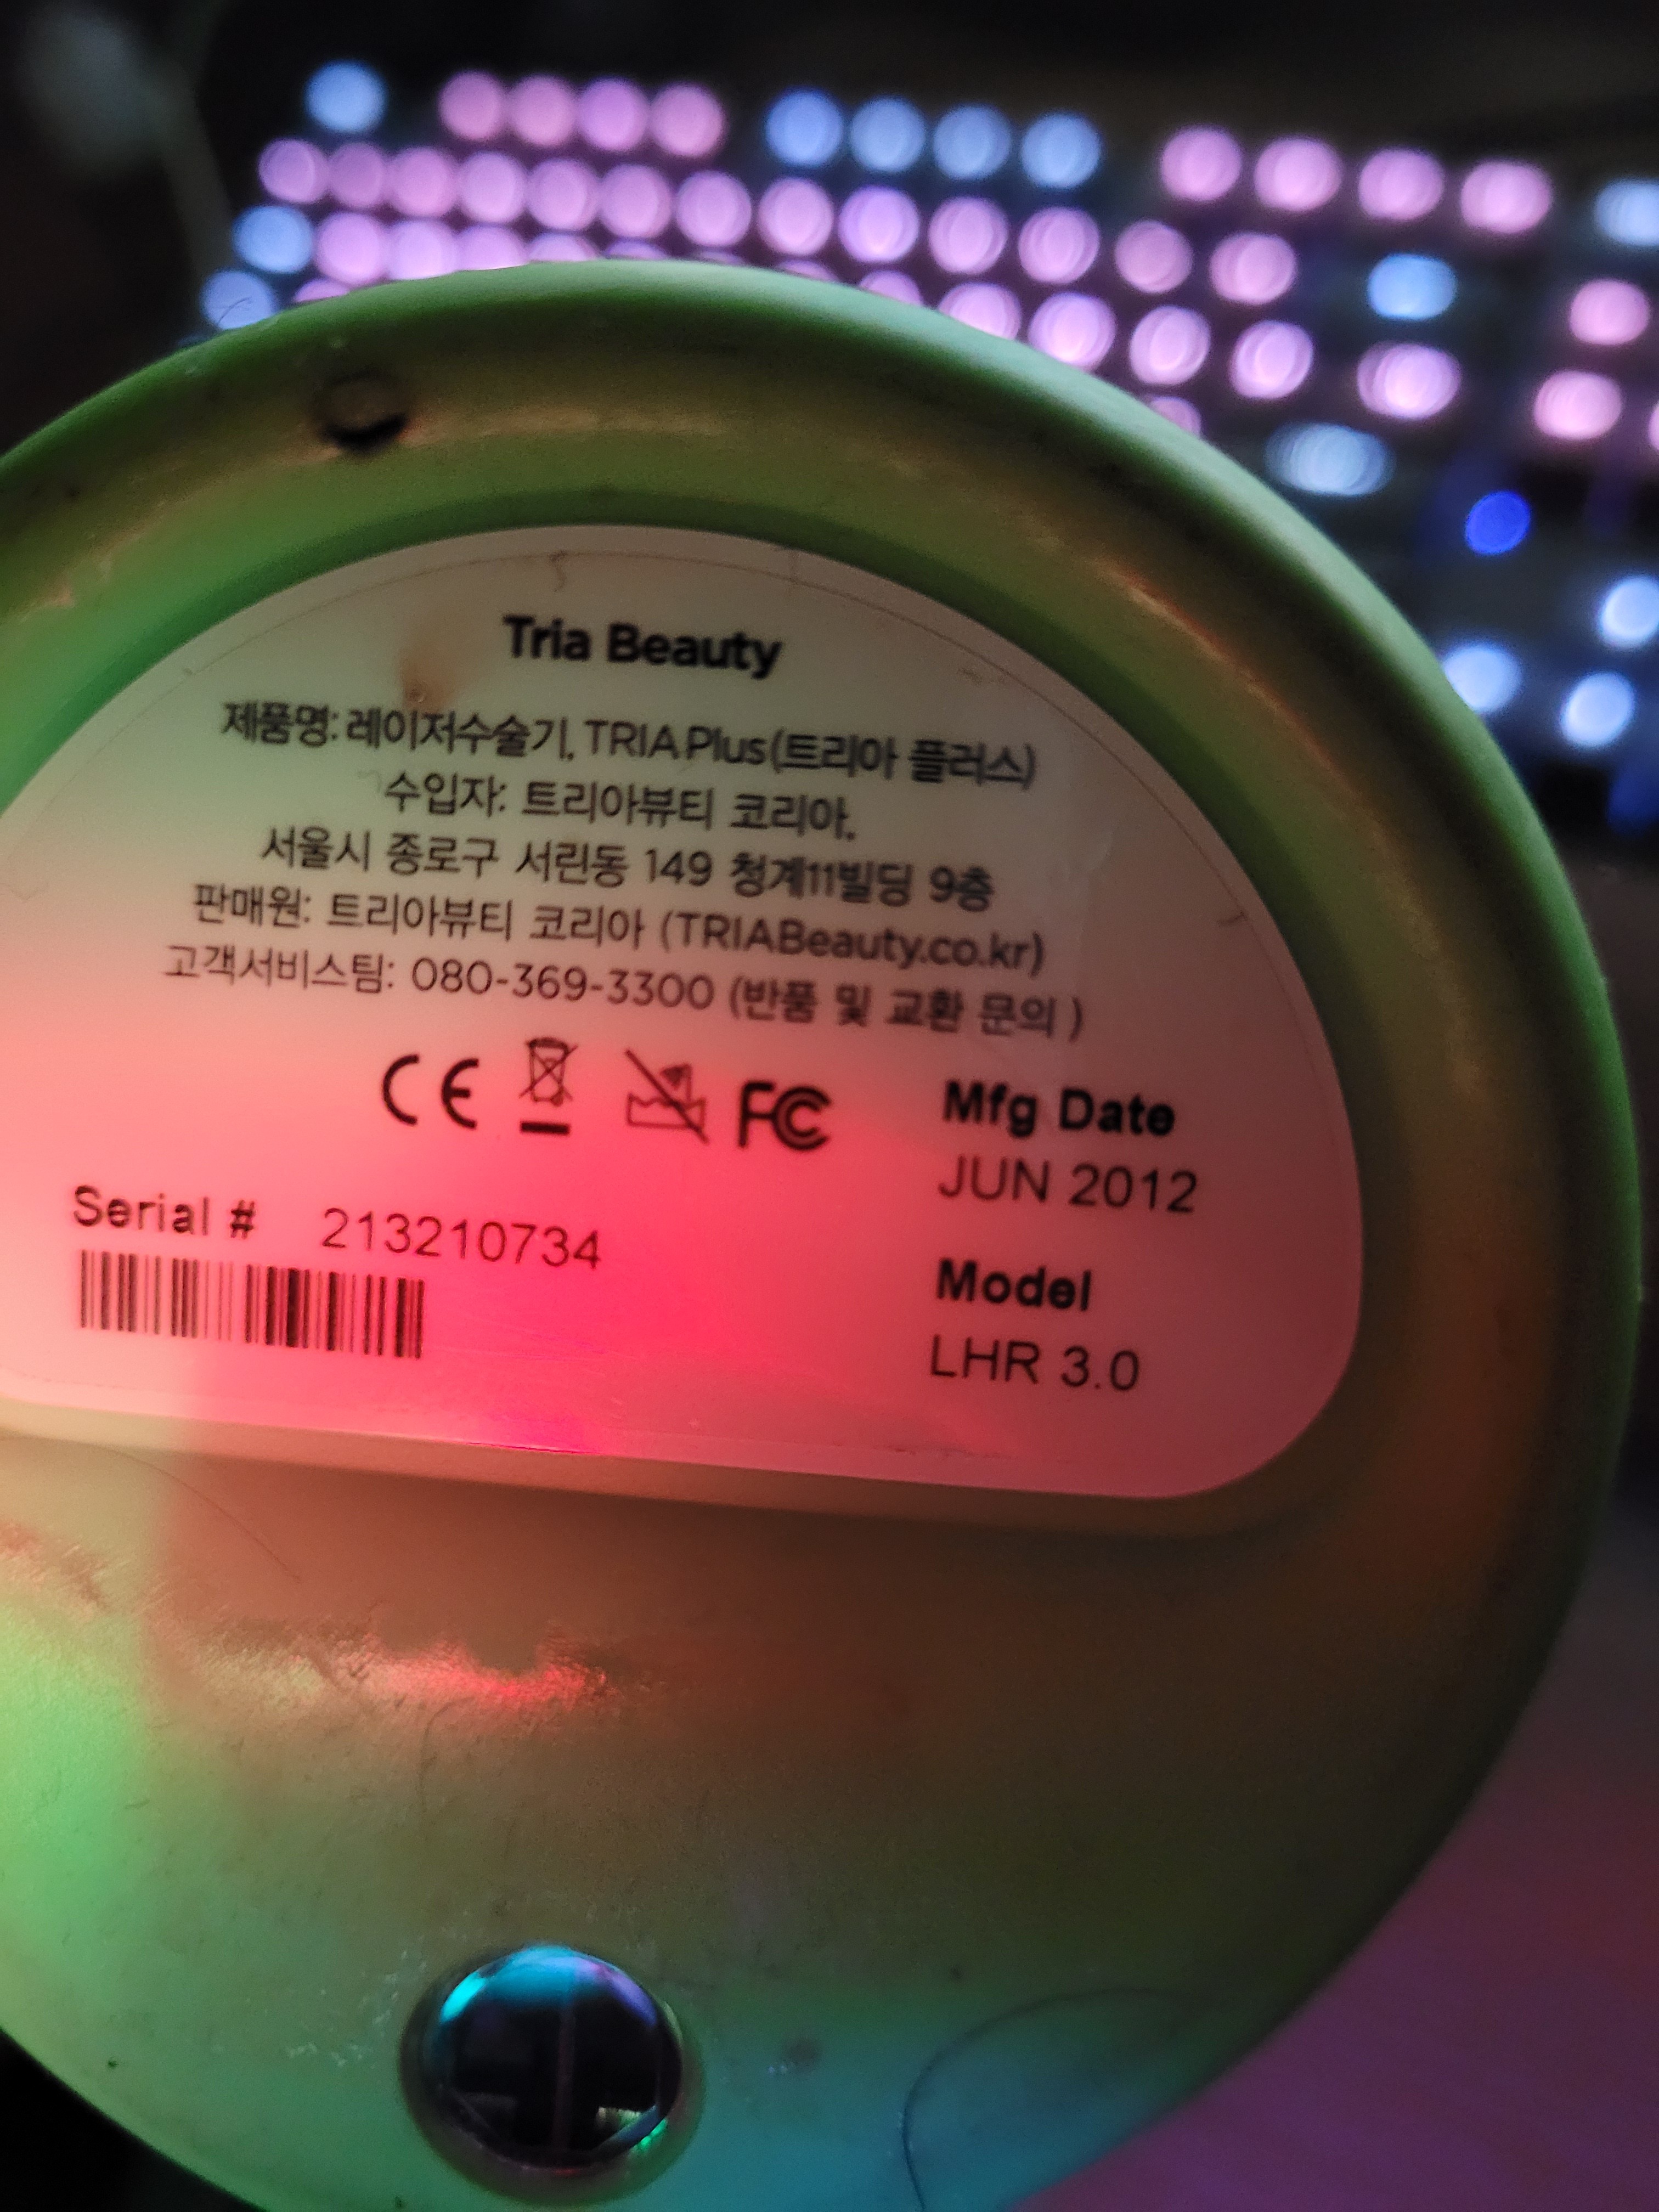 Tria Beauty
제품명: 레이저수술기, TRIA Plus (트리아 플러스)
수입자: 트리아뷰티 코리아,
서울시 종로구 서린동 149 청계11빌딩 9층
판매원: 트리아뷰티 코리아 (TRIABeauty.co.kr)
고객서비스팀: 080-369-3300 (반품 및 교환 문의 )
CE FC
Mfg Date
JUN 2012
Serial # 213210734
Model
LHR 3.0